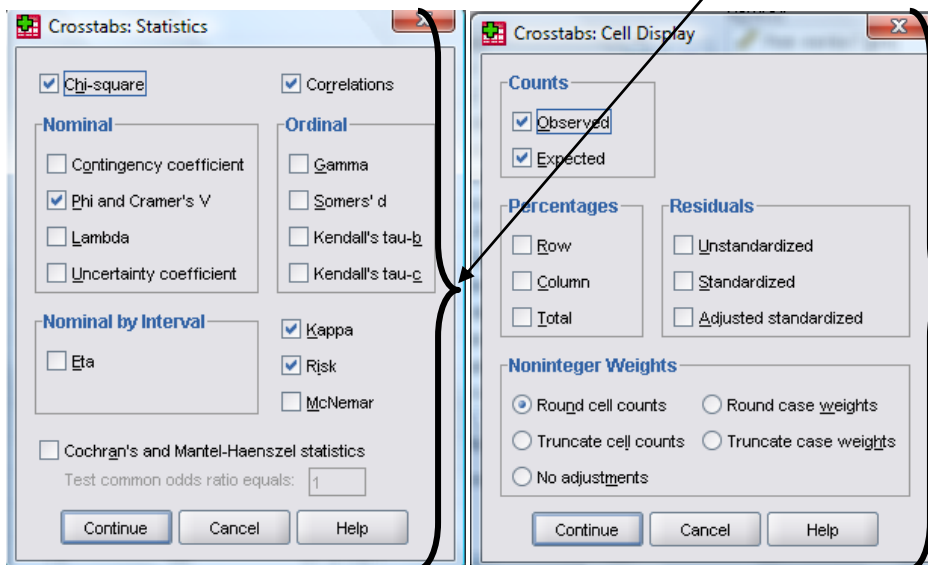 Crosstabs: Statistics
Chi-square
Correlations
Nominal
Contingency coefficient
Phi and Cramer's V
Lambda
Uncertainty coefficient
Ordinal
Gamma
Somers' d
Kendall's tau-b
Kendall's tau-c
Nominal by Interval
Eta
Kappa
Risk
McNemar
Cochran's and Mantel-Haenszel statistics
Test common odds ratio equals: 1
Continue Cancel Help
Crosstabs: Cell Display
Counts
Observed
Expected
Percentages
Row
Column
Total
Residuals
Unstandardized
Standardized
Adjusted standardized
Noninteger Weights
Round cell counts Round case weights
Truncate cell counts Truncate case weights
No adjustments
Continue Cancel Help